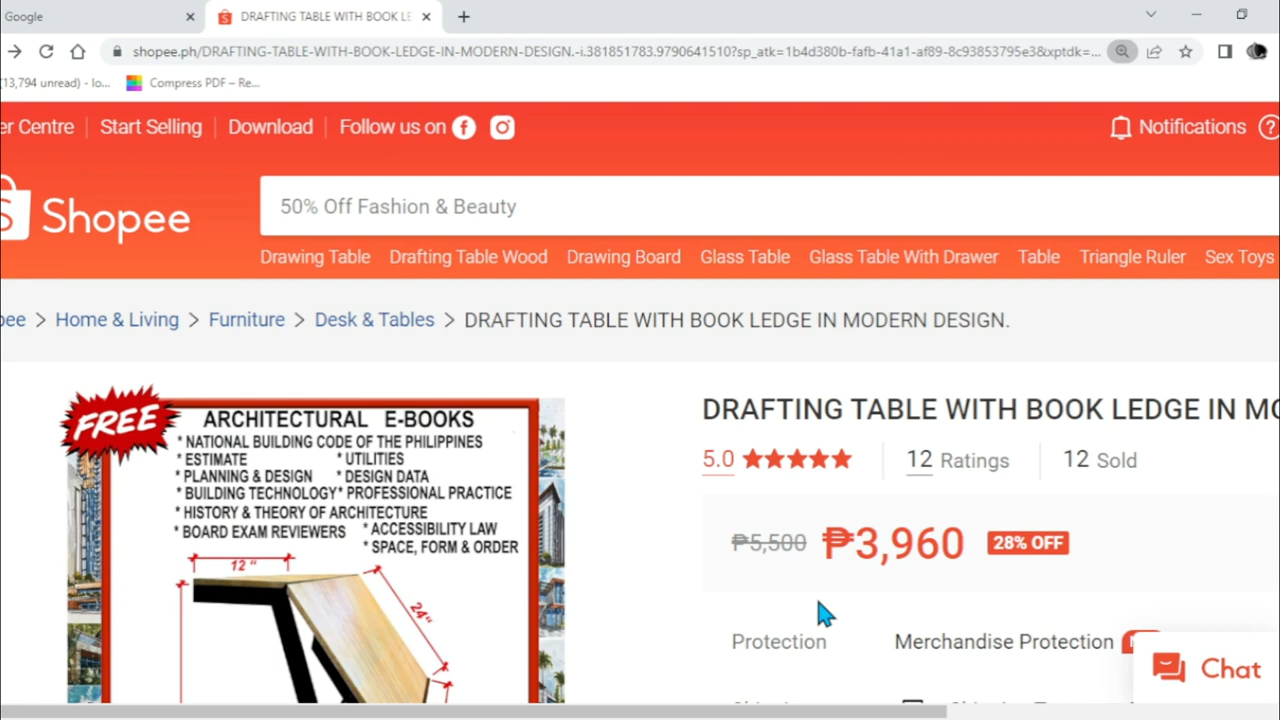 Google
DRAFTING TABLE WITH BOOK LE
shopee.ph/DRAFTING-TABLE-WITH-BOOK-LEDGE-IN-MODERN-DESIGN.-i.381851783.9790641510?sp_atk=1b4d380b-fafb-41a1-af89-8c93853795e3&xptdk=...
(13,794 unread) - lo...
Compress PDF – Re...
er Centre
Start Selling
Download
Follow us on
Notifications
Shopee
50% Off Fashion & Beauty
Drawing Table
Drafting Table Wood
Drawing Board
Glass Table
Glass Table With Drawer
Table
Triangle Ruler
Sex Toys
pee > Home & Living > Furniture > Desk & Tables > DRAFTING TABLE WITH BOOK LEDGE IN MODERN DESIGN.
FREE
ARCHITECTURAL E-BOOKS
* NATIONAL BUILDING CODE OF THE PHILIPPINES
* ESTIMATE * UTILITIES
* PLANNING & DESIGN * DESIGN DATA
* BUILDING TECHNOLOGY * PROFESSIONAL PRACTICE
* HISTORY & THEORY OF ARCHITECTURE
* BOARD EXAM REVIEWERS * ACCESSIBILITY LAW
* SPACE, FORM & ORDER
12 "
24"
DRAFTING TABLE WITH BOOK LEDGE IN MO
5.0
12 Ratings
12 Sold
₱5,500
₱3,960
28% OFF
Protection
Merchandise Protection
Chat